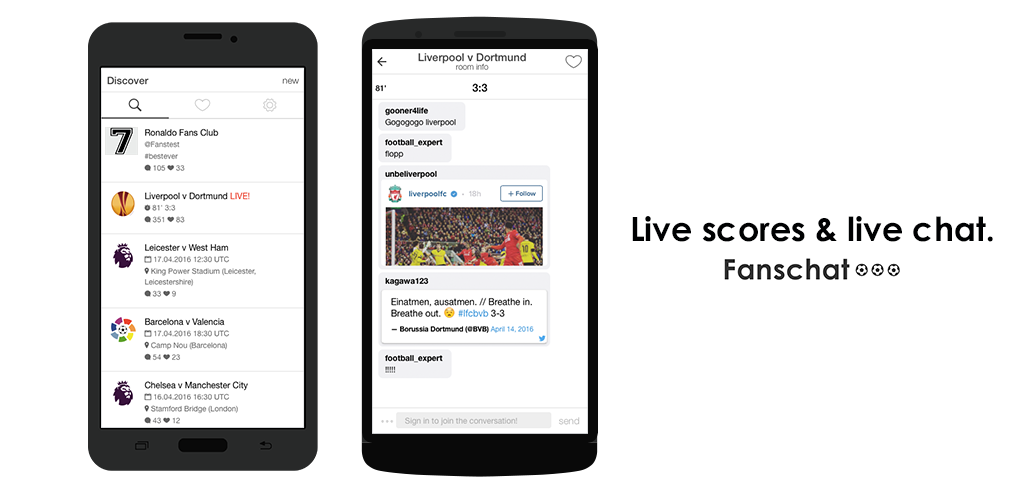 Discover
new
7
Ronaldo Fans Club
@Fanstest
#bestever
105 33
Liverpool v Dortmund LIVE!
81' 3:3
351 83
Leicester v West Ham
17.04.2016 12:30 UTC
King Power Stadium (Leicester,
Leicestershire)
33 9
Barcelona v Valencia
17.04.2016 18:30 UTC
Camp Nou (Barcelona)
54 23
Chelsea v Manchester City
16.04.2016 16:30 UTC
Stamford Bridge (London)
43 12
Liverpool v Dortmund
room info
81' 3:3
gooner4life
Gogogogo liverpool
football_expert
flopp
unbeliverpool
liverpoolfc • 18h + Follow
kagawa123
Einatmen, ausatmen. // Breathe in.
Breathe out. 😌 #lfcbvb 3-3
— Borussia Dortmund (@BVB) April 14, 2016
football_expert
!!!!!
Sign in to join the conversation!
send
Live scores & live chat.
Fanschat